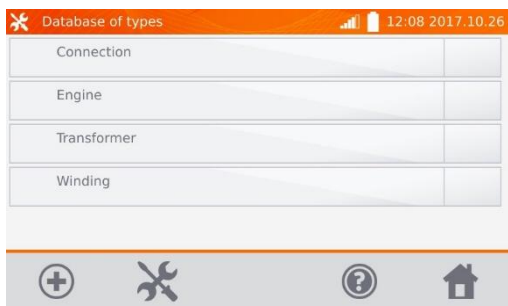 Database of types
12:08 2017.10.26
Connection
Engine
Transformer
Winding